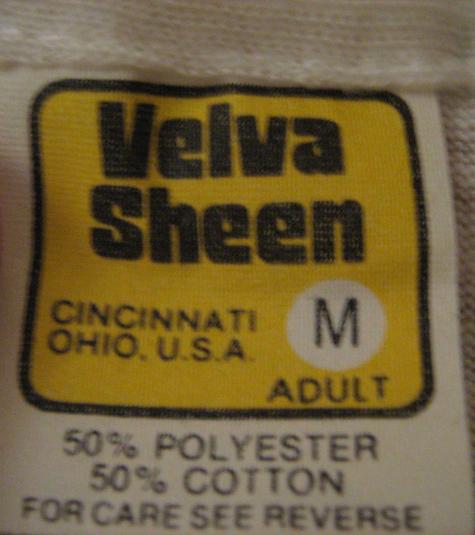 Velva
Sheen
CINCINNATI
OHIO. U.S.A.
M
ADULT
50% POLYESTER
50% COTTON
FOR CARE SEE REVERSE